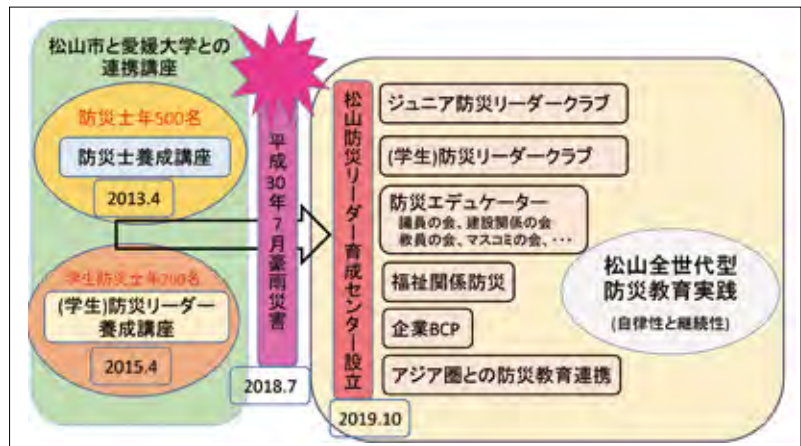 松山市と愛媛大学との
連携講座
防災士年500名
防災士養成講座
2013.4
学生防災士年200名
(学生)防災リーダー
養成講座
2015.4
平成30年7月豪雨災害
2018.7
松山防災リーダー育成センター設立
2019.10
ジュニア防災リーダークラブ
(学生)防災リーダークラブ
防災エデュケーター
議員の会、建設関係の会
教員の会、マスコミの会、・・・
福祉関係防災
企業BCP
アジア圏との防災教育連携
松山全世代型
防災教育実践
(自律性と継続性)